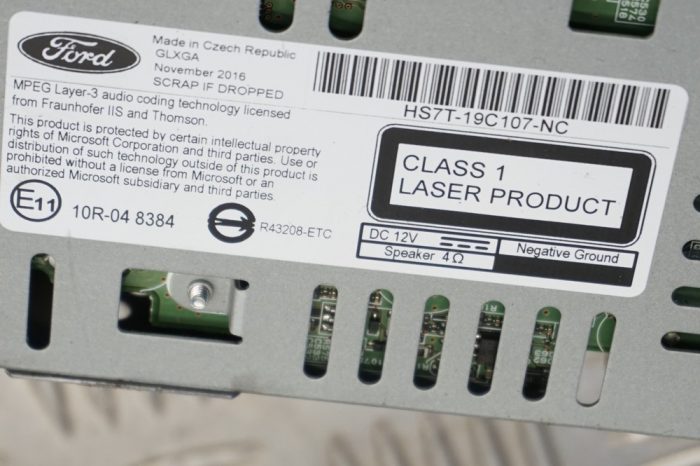 Ford
Made in Czech Republic
GLXGA
November 2016
SCRAP IF DROPPED
MPEG Layer-3 audio coding technology licensed
from Fraunhofer IIS and Thomson.
This product is protected by certain intellectual property
rights of Microsoft Corporation and third parties. Use or
distribution of such technology outside of this product is
prohibited without a license from Microsoft or an
authorized Microsoft subsidiary and third parties.
E11
10R-04 8384
R43208-ETC
HS7T-19C107-NC
CLASS 1
LASER PRODUCT
DC 12V
Speaker 4Ω
Negative Ground